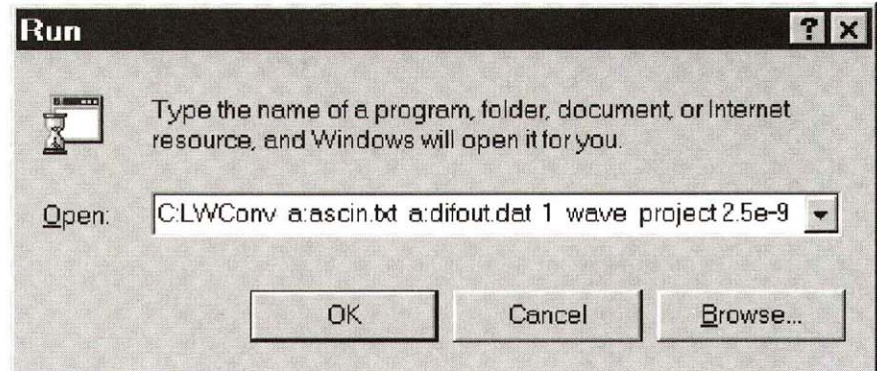 Run
Type the name of a program, folder, document, or Internet
resource, and Windows will open it for you.
Open: C:LWConv a:ascin.txt a:difout.dat 1 wave project 2.5e-9
OK Cancel Browse...